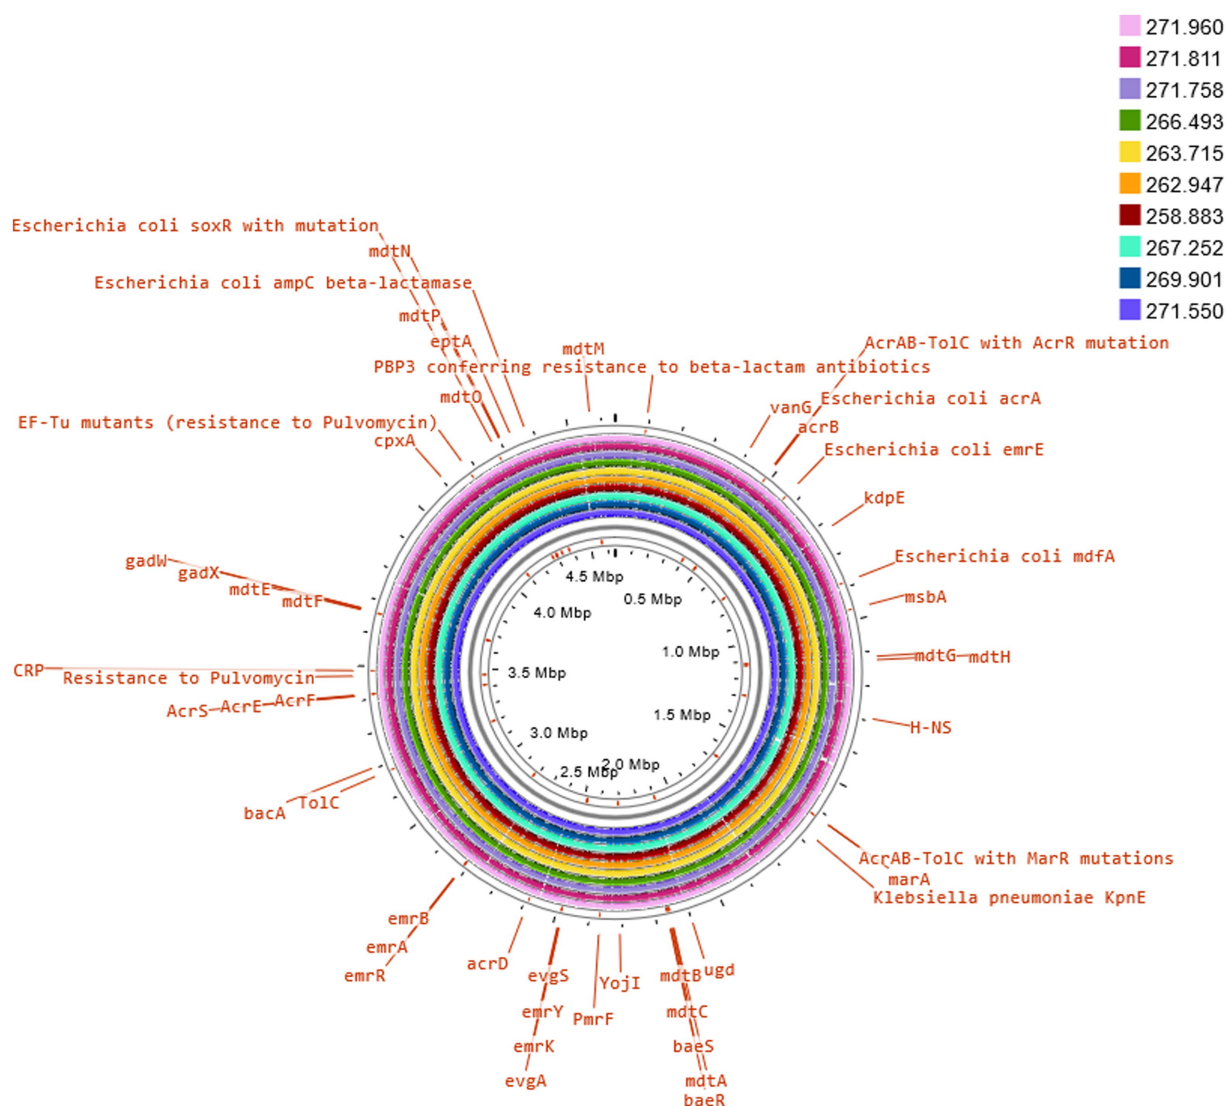 271.960
271.811
271.758
266.493
263.715
262.947
258.883
267.252
269.901
271.550
Escherichia coli soxR with mutation
mdtN
Escherichia coli ampC beta-lactamase
mdtP
eptA
mdtM
AcrAB-TolC with AcrR mutation
PBP3 conferring resistance to beta-lactam antibiotics
mdtO
vanG
Escherichia coli acrA
EF-Tu mutants (resistance to Pulvomycin)
acrB
cpxA
Escherichia coli emrE
kdpE
gadW
gadX
mdtE
mdtF
Escherichia coli mdfA
msbA
4.5 Mbp
0.5 Mbp
4.0 Mbp
1.0 Mbp
3.5 Mbp
1.5 Mbp
3.0 Mbp
2.0 Mbp
2.5 Mbp
mdtG
mdtH
CRP
Resistance to Pulvomycin
AcrS
AcrE
AcrF
H-NS
bacA
TolC
AcrAB-TolC with MarR mutations
marA
Klebsiella pneumoniae KpnE
emrB
emrA
emrR
acrD
evgS
emrY
emrK
evgA
PmrF
YojI
mdtB
ugd
mdtC
baeS
mdtA
baeR